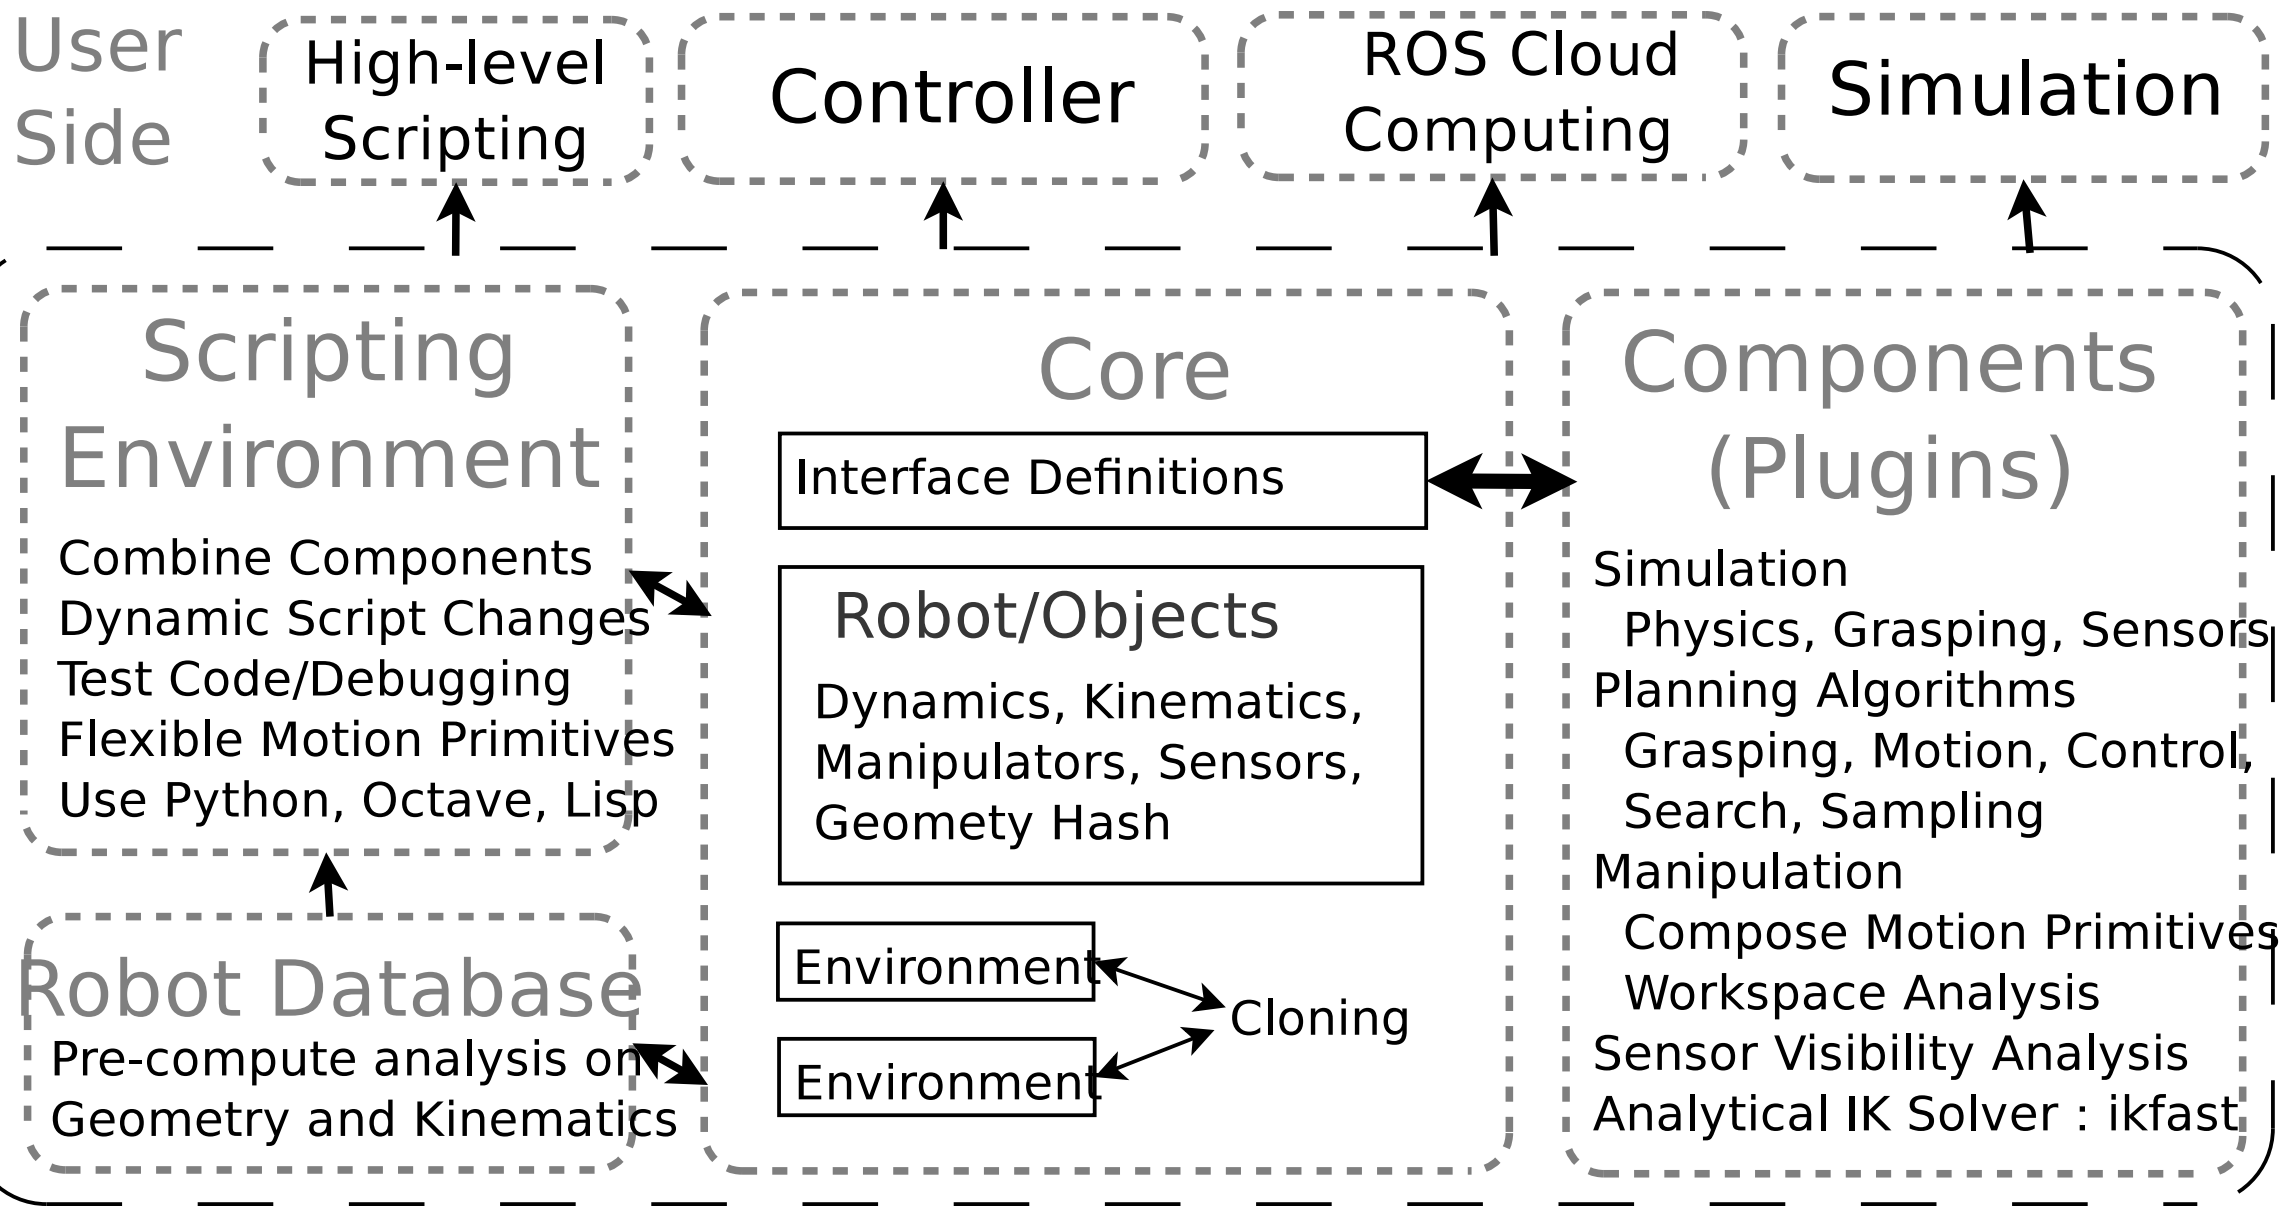 User
Side
High-level
Scripting
Controller
ROS Cloud
Computing
Simulation
Scripting
Environment
Combine Components
Dynamic Script Changes
Test Code/Debugging
Flexible Motion Primitives
Use Python, Octave, Lisp
Robot Database
Pre-compute analysis on
Geometry and Kinematics
Core
Interface Definitions
Robot/Objects
Dynamics, Kinematics,
Manipulators, Sensors,
Geomety Hash
Environment
Cloning
Environment
Components
(Plugins)
Simulation
Physics, Grasping, Sensors
Planning Algorithms
Grasping, Motion, Control,
Search, Sampling
Manipulation
Compose Motion Primitives
Workspace Analysis
Sensor Visibility Analysis
Analytical IK Solver : ikfast